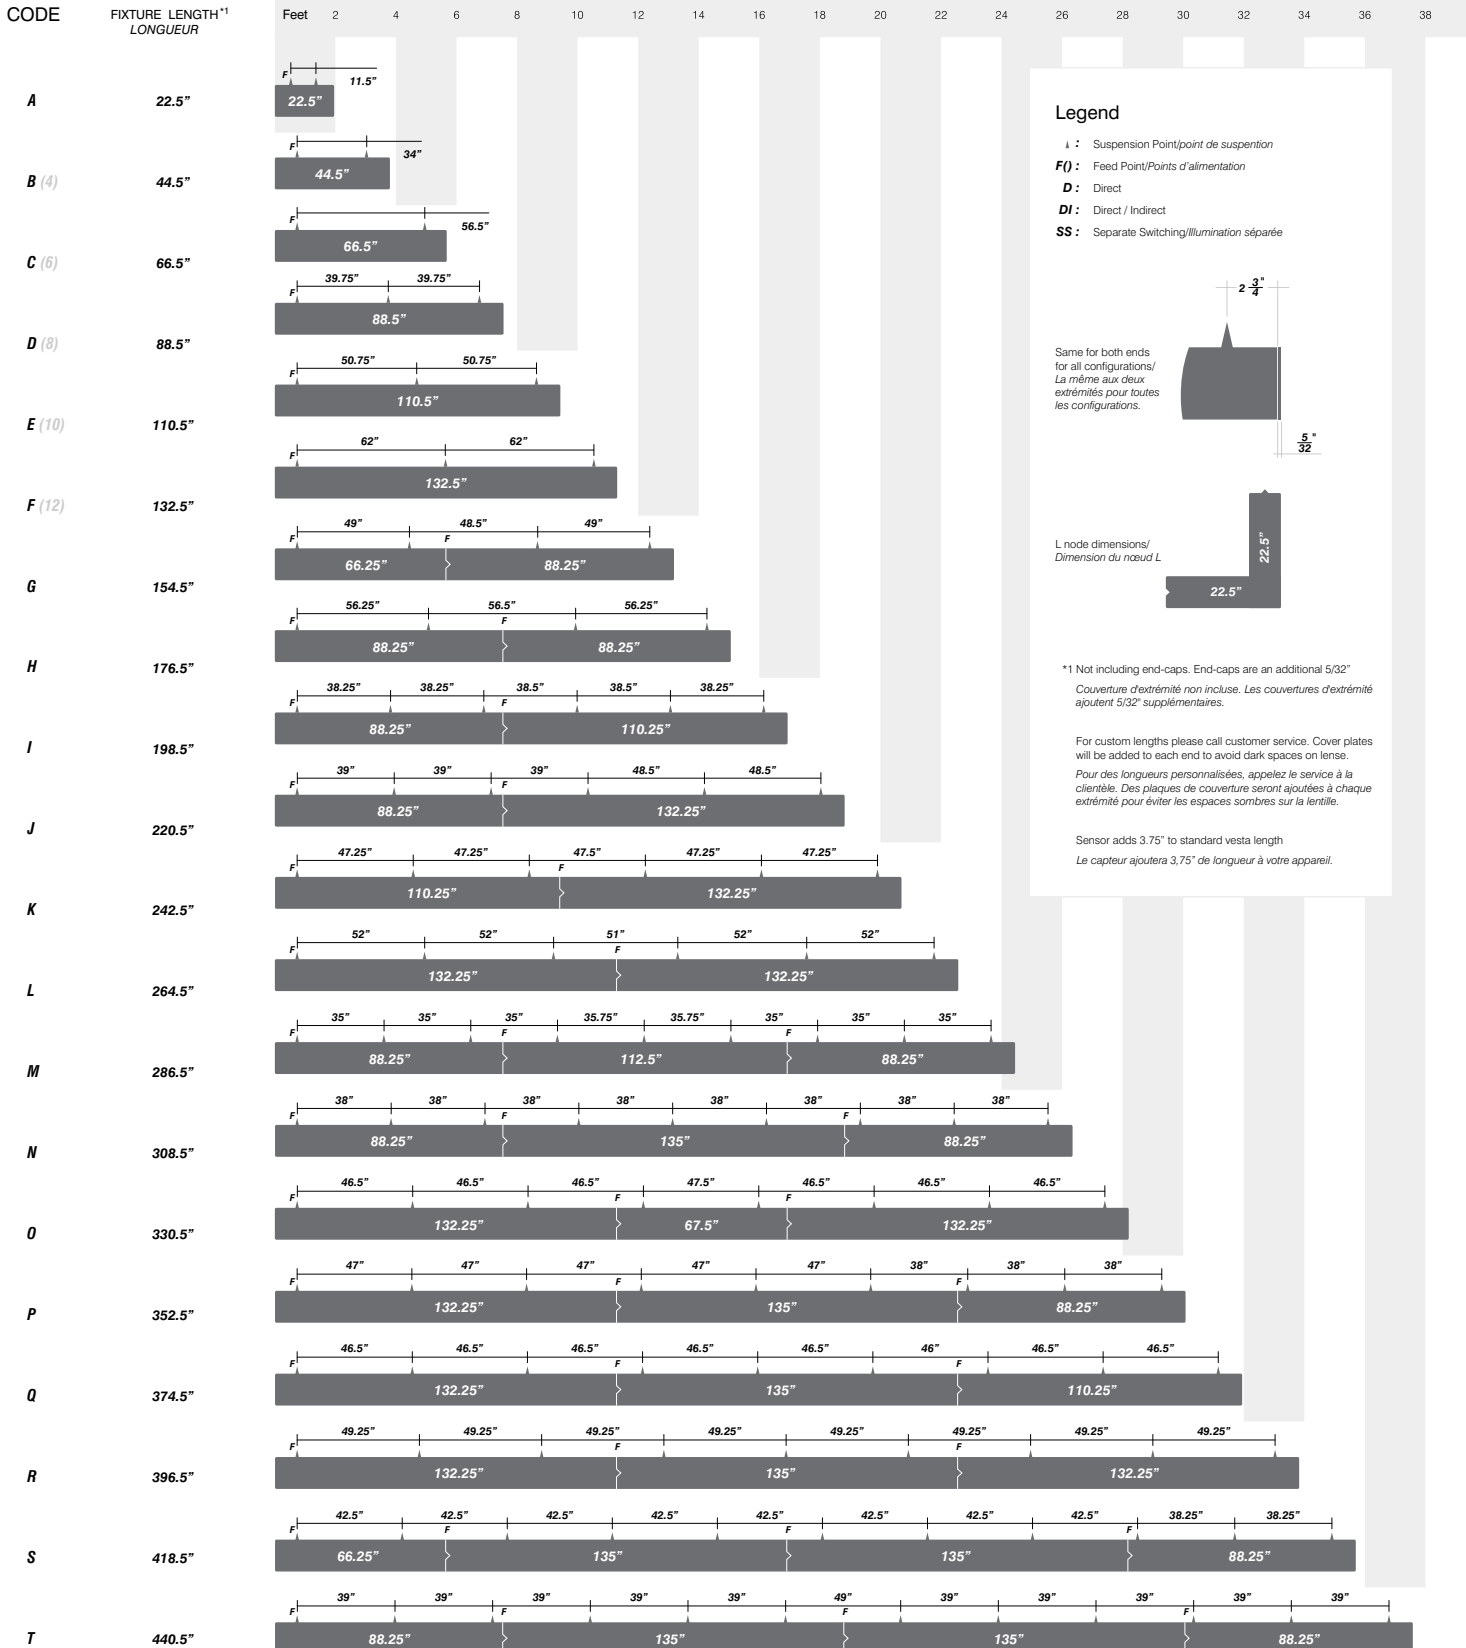 CODE FIXTURE LENGTH*1 Feet 2 4 6 8 10 12 14 16 18 20 22 24 26 28 30 32 34 36 38
LONGUEUR
F 11.5”
A 22.5” 22.5”
F 34”
B (4) 44.5” 44.5”
F 56.5”
C (6) 66.5” 66.5”
F 39.75” 39.75”
D (8) 88.5” 88.5”
F 50.75” 50.75”
E (10) 110.5” 110.5”
F 62” 62”
F (12) 132.5” 132.5”
49” 48.5” 49”
F F
G 154.5” 66.25” 88.25”
56.25” 56.5” 56.25”
F F
H 176.5” 88.25” 88.25”
38.25” 38.25” 38.5” 38.5” 38.25”
F F
I 198.5” 88.25” 110.25”
39” 39” 39” 48.5” 48.5”
F F
J 220.5” 88.25” 132.25”
47.25” 47.25” 47.5” 47.25” 47.25”
F F
K 242.5” 110.25” 132.25”
52” 52” 51” 52” 52”
F F
L 264.5” 132.25” 132.25”
35” 35” 35” 35.75” 35.75” 35” 35” 35”
F F F
M 286.5” 88.25” 112.5” 88.25”
38” 38” 38” 38” 38” 38” 38” 38”
F F F
N 308.5” 88.25” 135” 88.25”
46.5” 46.5” 46.5” 47.5” 46.5” 46.5” 46.5”
F F F
O 330.5” 132.25” 67.5” 132.25”
47” 47” 47” 47” 47” 38” 38” 38”
F F F
P 352.5” 132.25” 135” 88.25”
46.5” 46.5” 46.5” 46.5” 46.5” 46” 46.5” 46.5”
F F F
Q 374.5” 132.25” 135” 110.25”
49.25” 49.25” 49.25” 49.25” 49.25” 49.25” 49.25” 49.25”
F F F
R 396.5” 132.25” 135” 132.25”
42.5” 42.5” 42.5” 42.5” 42.5” 42.5” 42.5” 42.5” 38.25” 38.25”
F F F F
S 418.5” 66.25” 135” 135” 88.25”
39” 39” 39” 39” 39” 49” 39” 39” 39” 39” 39”
F F F F
T 440.5” 88.25” 135” 135” 88.25”
Legend
: Suspension Point/point de suspention
F() : Feed Point/Points d’alimentation
D : Direct
DI : Direct / Indirect
SS : Separate Switching/Illumination séparée
2 3/4"
Same for both ends
for all configurations/
La même aux deux
extrémités pour toutes
les configurations.
5/32"
L node dimensions/
Dimension du nœud L
22.5”
22.5”
*1 Not including end-caps. End-caps are an additional 5/32”
Couverture d'extrémité non incluse. Les couvertures d'extrémité
ajoutent 5/32" supplémentaires.
For custom lengths please call customer service. Cover plates
will be added to each end to avoid dark spaces on lense.
Pour des longueurs personnalisées, appelez le service à la
clientèle. Des plaques de couverture seront ajoutées à chaque
extrémité pour éviter les espaces sombres sur la lentille.
Sensor adds 3.75” to standard vesta length
Le capteur ajoutera 3,75” de longueur à votre appareil.